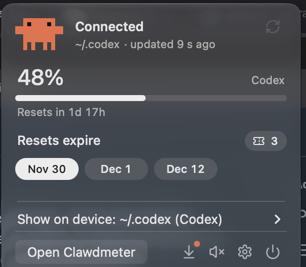 Connected
~/.codex · updated 9 s ago
48%
Codex
Resets in 1d 17h
Resets expire
3
Nov 30
Dec 1
Dec 12
Show on device: ~/.codex (Codex)
Open Clawdmeter